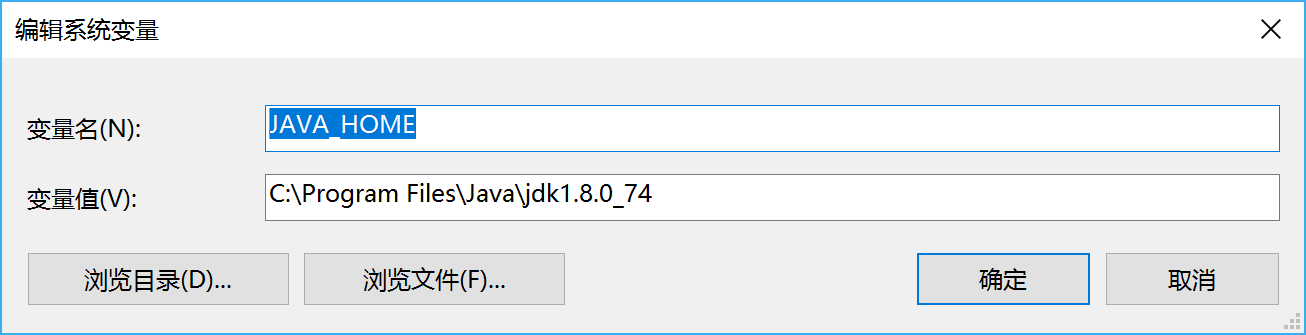 编辑系统变量
变量名(N):
JAVA_HOME
变量值(V):
C:\Program Files\Java\jdk1.8.0_74
浏览目录(D)... 浏览文件(F)... 确定 取消